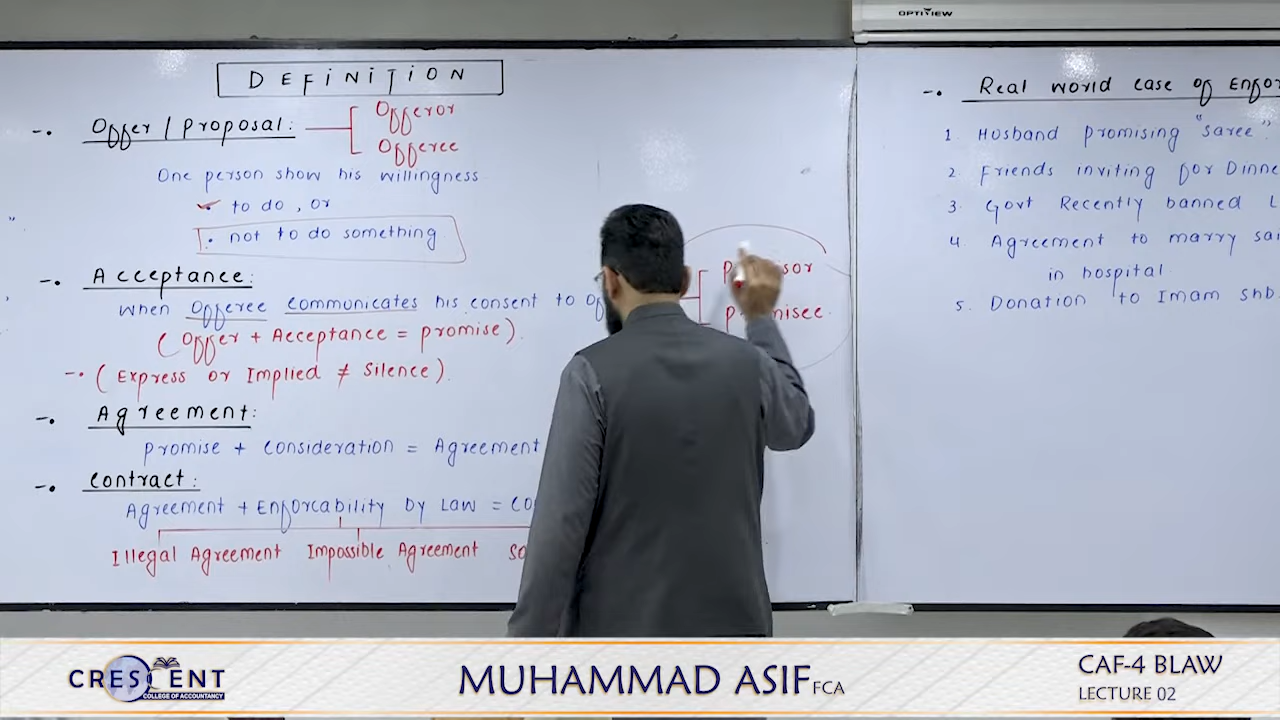 OPTIVIEW
DEFINITION
-. Offer / Proposal:
Offeror
Offeree
One person show his willingness
• to do, or
• not to do something
-. Acceptance:
When Offeree communicates his consent to
(Offer + Acceptance = promise).
-. (Express or Implied ≠ Silence).
promisee
-. Agreement:
promise + consideration = Agreement
-. Contract:
Agreement + Enforcability by Law =
Illegal Agreement Impossible Agreement
-. Real world case of
1. Hosband promising "saree".
2. Friends inviting for
3. Govt Recently banned
4. Agreement to marry
in hospital.
5. Donation to Imam
CRESCENT
COLLEGE OF ACCOUNTANCY
MUHAMMAD ASIF FCA
CAF-4 BLAW
LECTURE 02